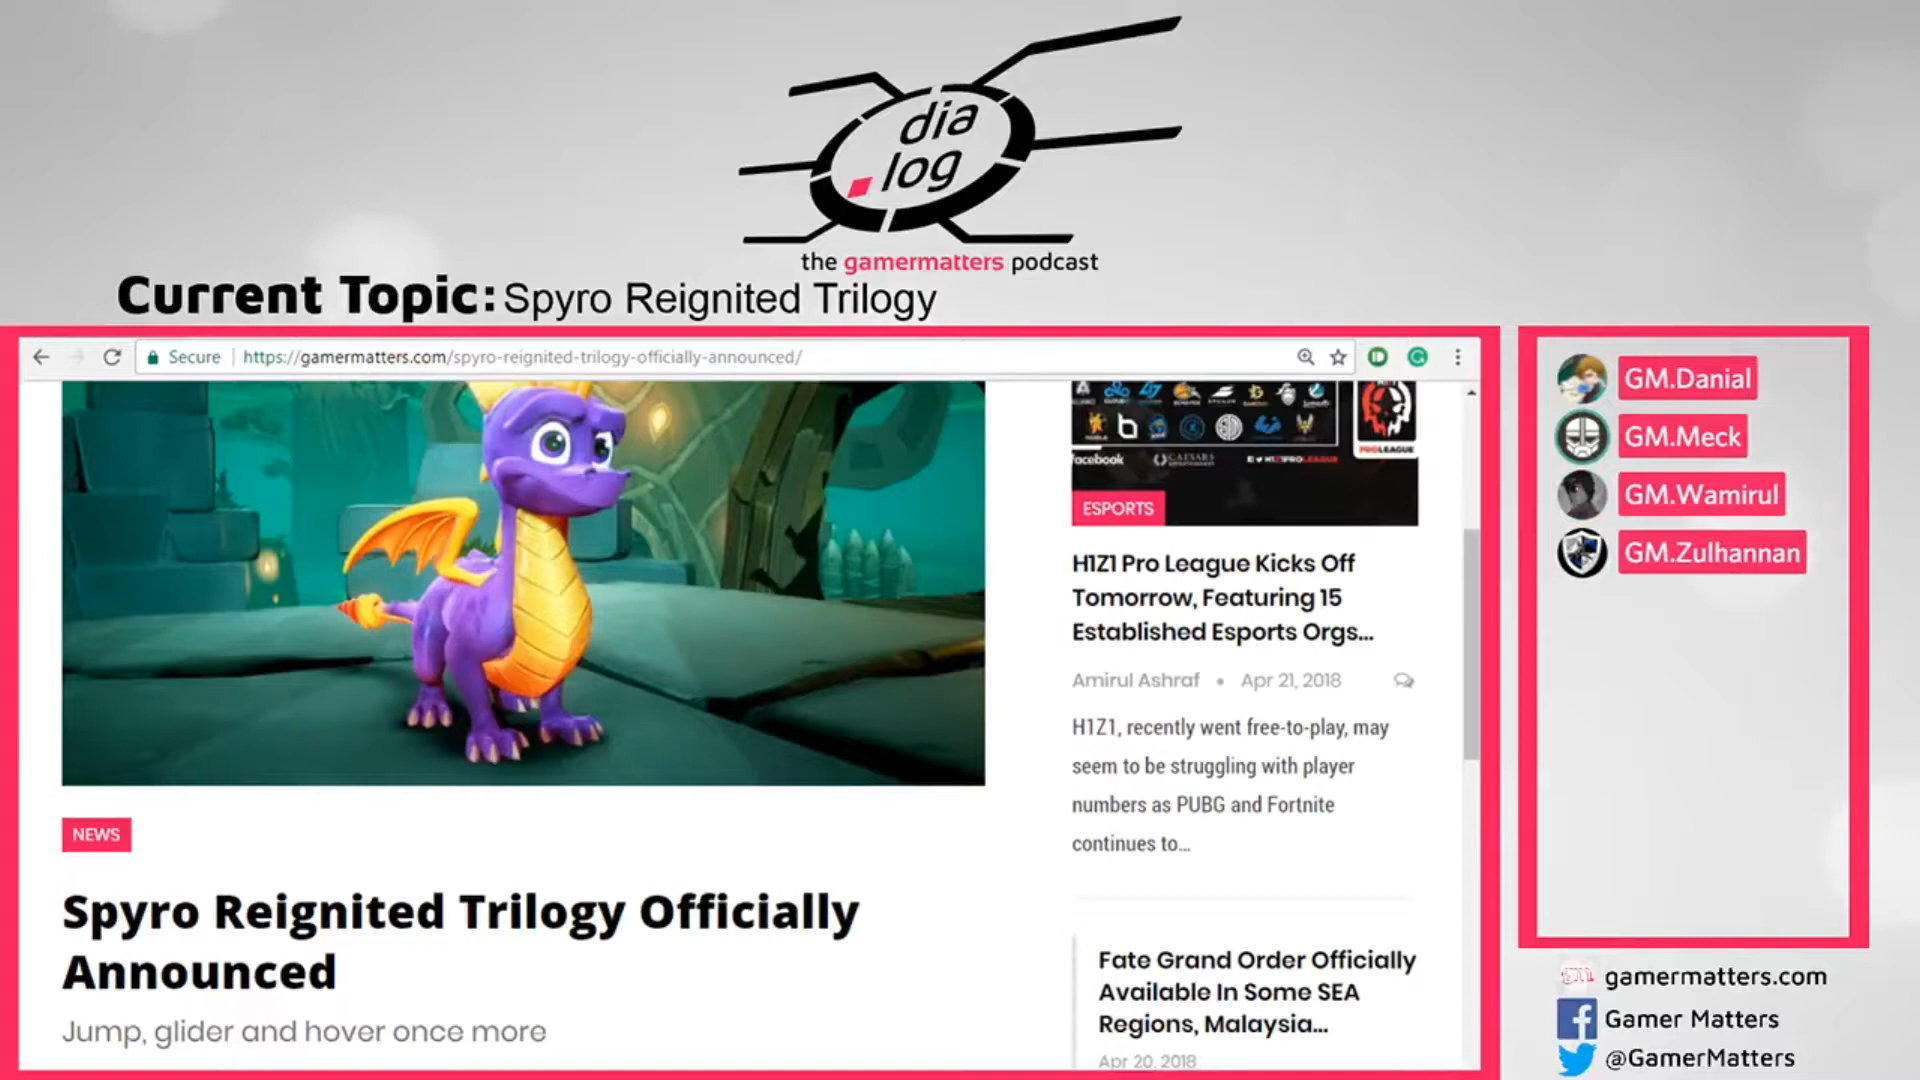 dia
.log
the gamermatters podcast
Current Topic: Spyro Reignited Trilogy
Secure | https://gamermatters.com/spyro-reignited-trilogy-officially-announced/
facebook
CAESARS
PRO LEAGUE
ESPORTS
H1Z1 Pro League Kicks Off
Tomorrow, Featuring 15
Established Esports Orgs...
Amirul Ashraf • Apr 21, 2018
H1Z1, recently went free-to-play, may
seem to be struggling with player
numbers as PUBG and Fortnite
continues to...
Fate Grand Order Officially
Available In Some SEA
Regions, Malaysia...
Apr 20, 2018
NEWS
Spyro Reignited Trilogy Officially
Announced
Jump, glider and hover once more
GM.Danial
GM.Meck
GM.Wamirul
GM.Zulhannan
gamermatters.com
Gamer Matters
@GamerMatters